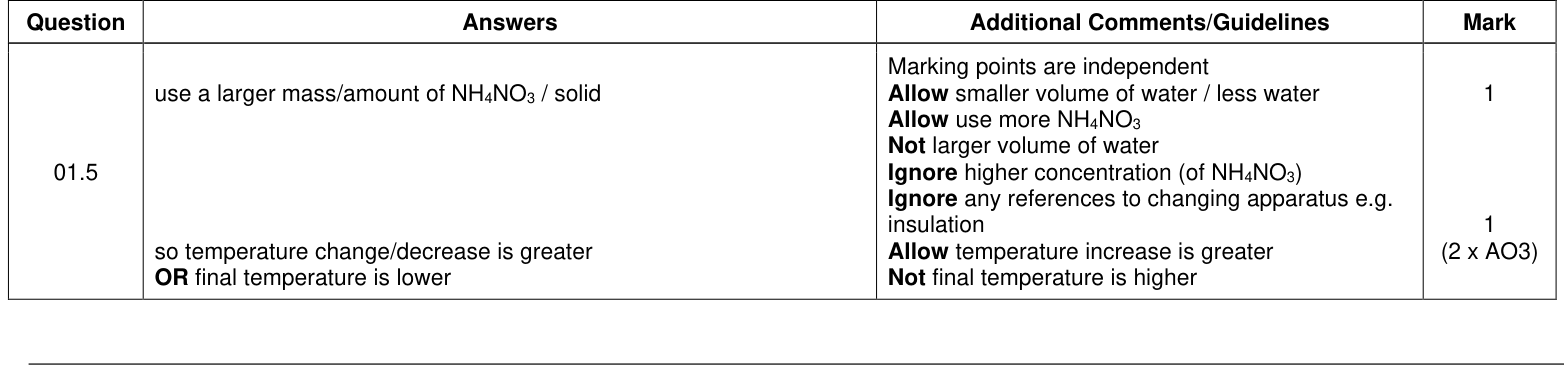 Question Answers Additional Comments/Guidelines Mark
Marking points are independent
use a larger mass/amount of NH₄NO₃ / solid Allow smaller volume of water / less water 1
Allow use more NH₄NO₃
Not larger volume of water
01.5 Ignore higher concentration (of NH₄NO₃)
Ignore any references to changing apparatus e.g.
insulation 1
so temperature change/decrease is greater Allow temperature increase is greater (2 x AO3)
OR final temperature is lower Not final temperature is higher